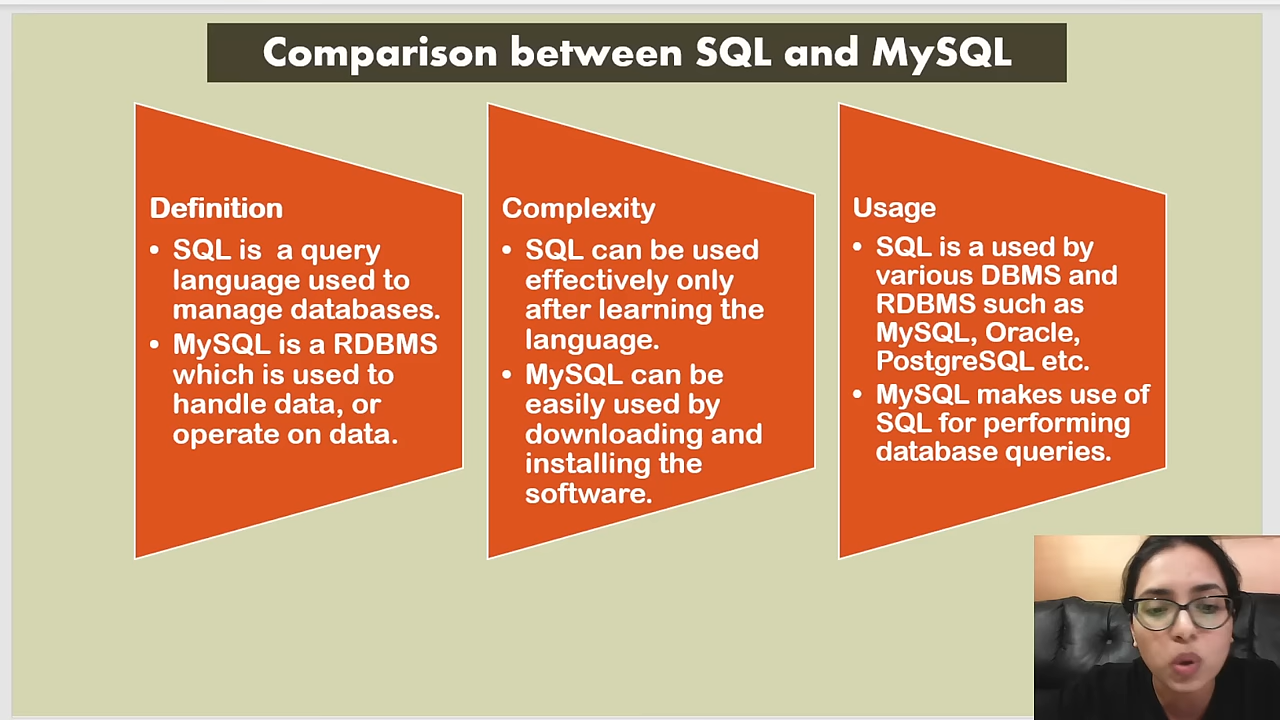 Comparison between SQL and MySQL
Definition
• SQL is  a query
language used to
manage databases.
• MySQL is a RDBMS
which is used to
handle data, or
operate on data.
Complexity
• SQL can be used
effectively only
after learning the
language.
• MySQL can be
easily used by
downloading and
installing the
software.
Usage
• SQL is a used by
various DBMS and
RDBMS such as
MySQL, Oracle,
PostgreSQL etc.
• MySQL makes use of
SQL for performing
database queries.